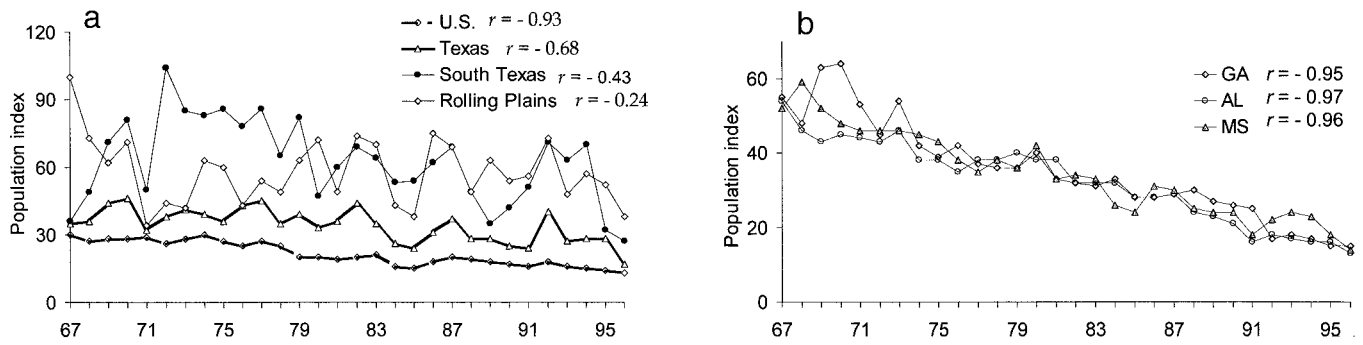 a
U.S. r = - 0.93
Texas r = - 0.68
South Texas r = - 0.43
Rolling Plains r = - 0.24
Population index
120
90
60
30
0
67 71 75 79 83 87 91 95
b
GA r = - 0.95
AL r = - 0.97
MS r = - 0.96
Population index
60
40
20
0
67 71 75 79 83 87 91 95